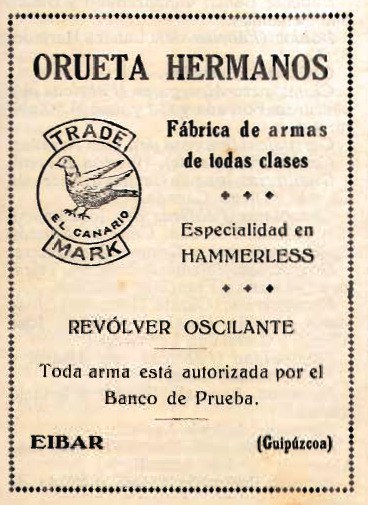 ORUETA HERMANOS
TRADE
EL CANARIO
MARK
Fábrica de armas
de todas clases
Especialidad en
HAMMERLESS
REVÓLVER OSCILANTE
Toda arma está autorizada por el
Banco de Prueba.
EIBAR (Guipúzcoa)